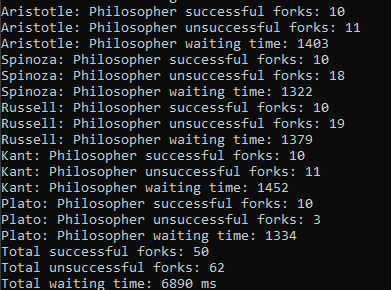 Aristotle: Philosopher successful forks: 10
Aristotle: Philosopher unsuccessful forks: 11
Aristotle: Philosopher waiting time: 1403
Spinoza: Philosopher successful forks: 10
Spinoza: Philosopher unsuccessful forks: 18
Spinoza: Philosopher waiting time: 1322
Russell: Philosopher successful forks: 10
Russell: Philosopher unsuccessful forks: 19
Russell: Philosopher waiting time: 1379
Kant: Philosopher successful forks: 10
Kant: Philosopher unsuccessful forks: 11
Kant: Philosopher waiting time: 1452
Plato: Philosopher successful forks: 10
Plato: Philosopher unsuccessful forks: 3
Plato: Philosopher waiting time: 1334
Total successful forks: 50
Total unsuccessful forks: 62
Total waiting time: 6890 ms